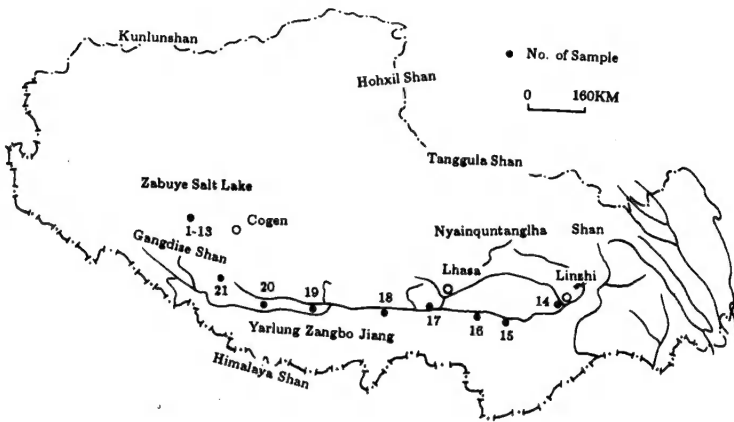 Kunlunshan
No. of Sample
Hohxil Shan
0 160KM
Tanggula Shan
Zabuye Salt Lake
1-13
Cogen
Nyainquntanglha Shan
Gangdise Shan
Lhasa
Linzhi
21
20
19
18
17
16
15
14
Yarlung Zangbo Jiang
Himalaya Shan